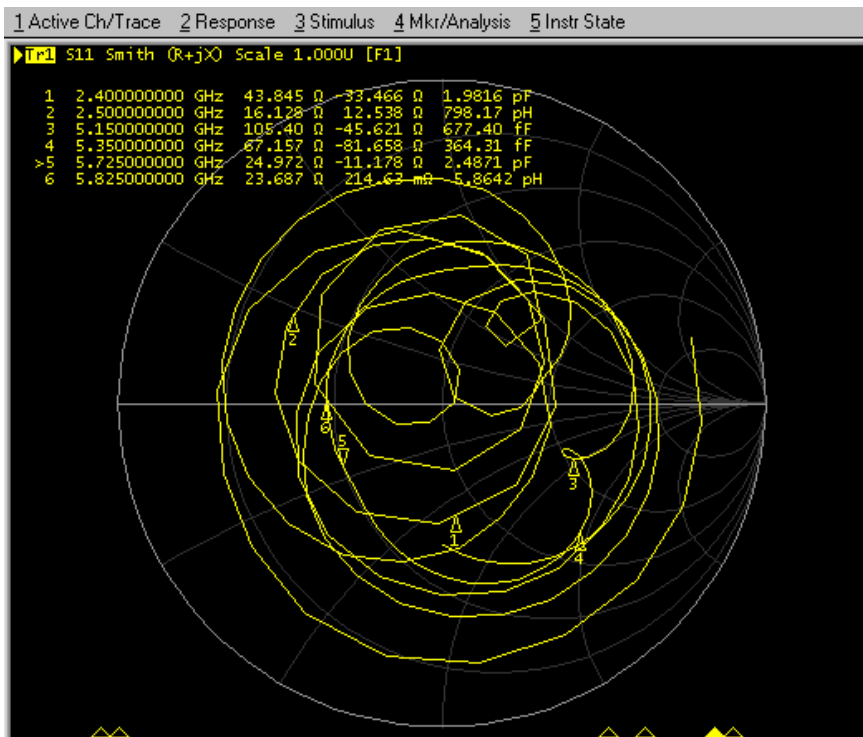 1 Active Ch/Trace 2 Response 3 Stimulus 4 Mkr/Analysis 5 Instr State
Tr1 S11 Smith (R+jX) Scale 1.000U [F1]
1 2.400000000 GHz 43.845 Ω -33.466 Ω 1.9816 pF
2 2.500000000 GHz 16.128 Ω 12.538 Ω 798.17 pH
3 5.150000000 GHz 105.40 Ω -45.621 Ω 677.40 fF
4 5.350000000 GHz 67.157 Ω -81.658 Ω 364.31 fF
>5 5.725000000 GHz 24.972 Ω -11.178 Ω 2.4871 pF
6 5.825000000 GHz 23.687 Ω 214.63 mΩ 5.8642 pH
2
6
5
3
1
4